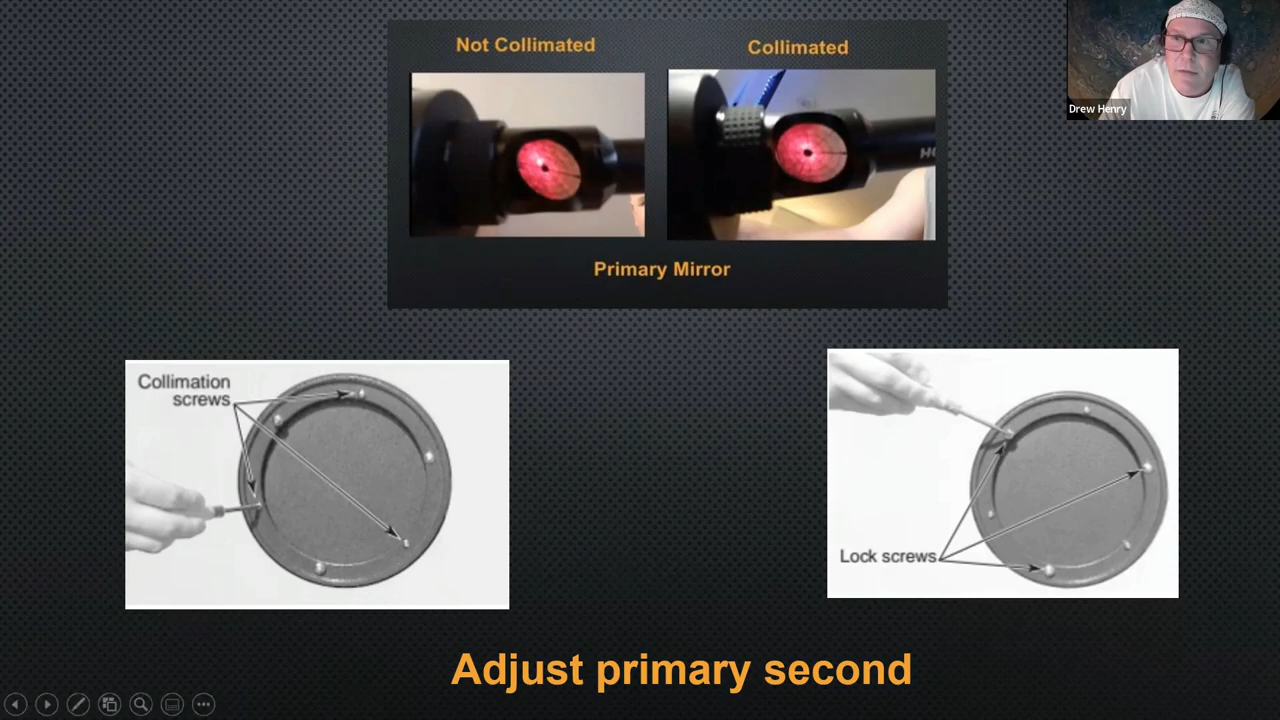 Not Collimated
Collimated
Drew Henry
Primary Mirror
Collimation
screws
Lock screws
Adjust primary second